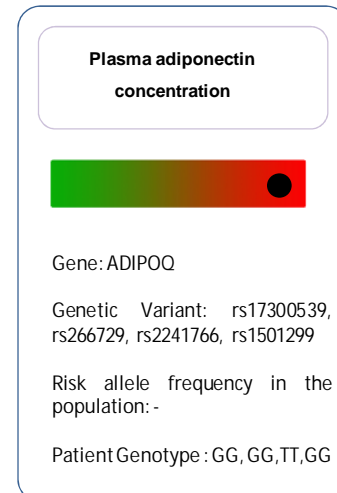 Plasma adiponectin
concentration
Gene: ADIPOQ
Genetic Variant: rs17300539,
rs266729, rs2241766, rs1501299
Risk allele frequency in the
population: -
Patient Genotype : GG, GG,TT,GG